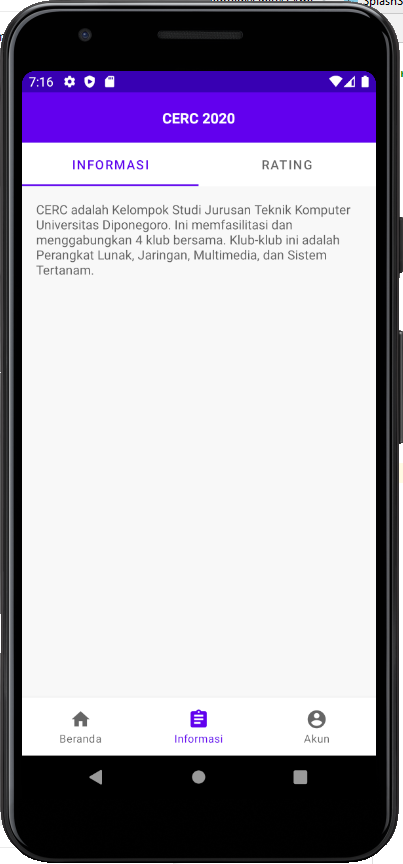 7:16
CERC 2020
INFORMASI
RATING
CERC adalah Kelompok Studi Jurusan Teknik Komputer
Universitas Diponegoro. Ini memfasilitasi dan
menggabungkan 4 klub bersama. Klub-klub ini adalah
Perangkat Lunak, Jaringan, Multimedia, dan Sistem
Tertanam.
Beranda
Informasi
Akun